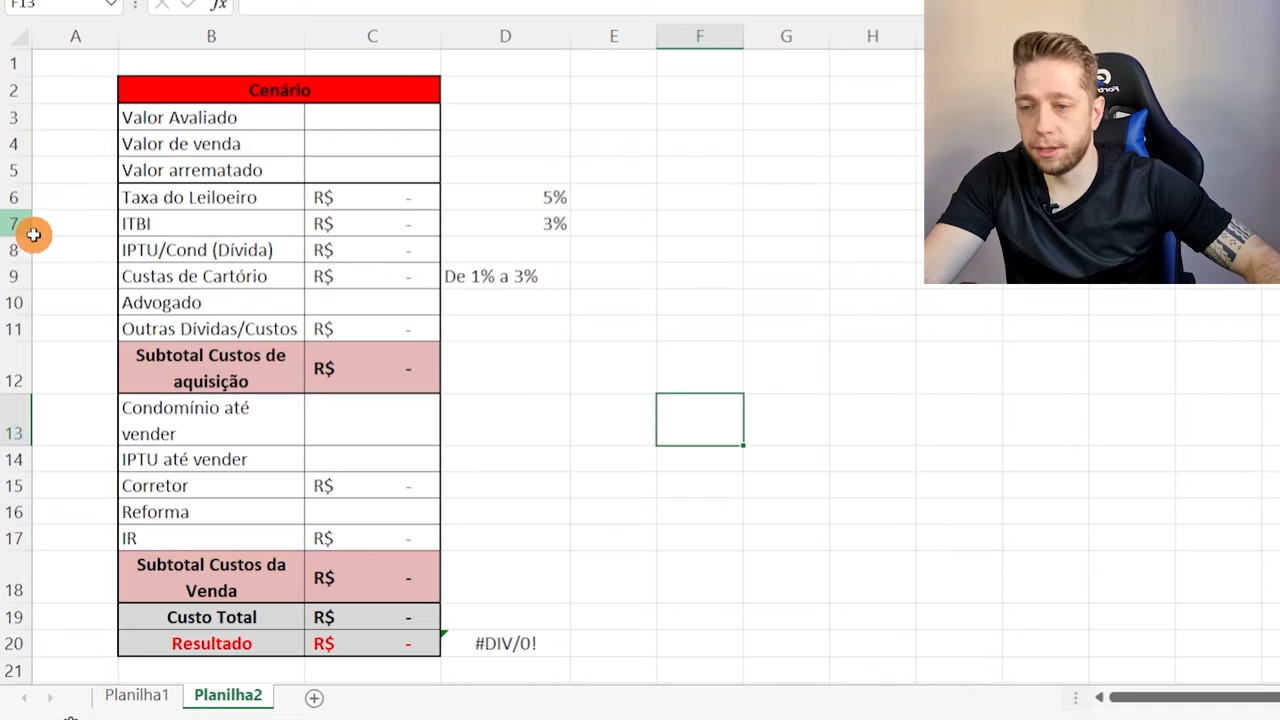 F13 fx
A B C D E F G H
1
2 Cenário
3 Valor Avaliado
4 Valor de venda
5 Valor arrematado
6 Taxa do Leiloeiro R$ - 5%
7 ITBI R$ - 3%
8 IPTU/Cond (Dívida) R$ -
9 Custas de Cartório R$ - De 1% a 3%
10 Advogado
11 Outras Dívidas/Custos R$ -
Subtotal Custos de
12 aquisição R$ -
Condomínio até
13 vender
14 IPTU até vender
15 Corretor R$ -
16 Reforma
17 IR R$ -
Subtotal Custos da
18 Venda R$ -
19 Custo Total R$ -
20 Resultado R$ - #DIV/0!
21
Planilha1 Planilha2